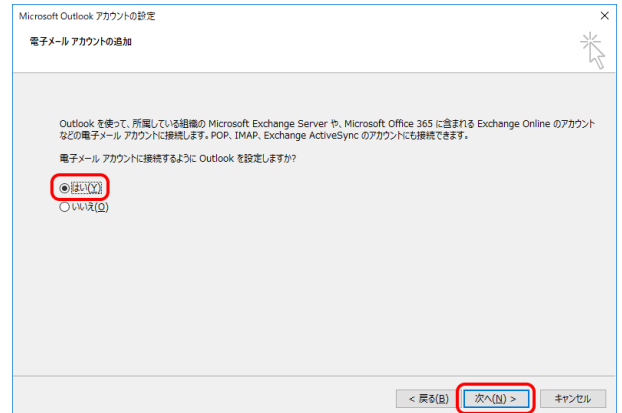 Microsoft Outlook アカウントの設定
電子メール アカウントの追加
Outlook を使って、所属している組織の Microsoft Exchange Server や、Microsoft Office 365 に含まれる Exchange Online のアカウント
などの電子メール アカウントに接続します。POP、IMAP、Exchange ActiveSync のアカウントにも接続できます。
電子メール アカウントに接続するように Outlook を設定しますか?
はい(Y)
いいえ(O)
< 戻る(B) 次へ(N) > キャンセル